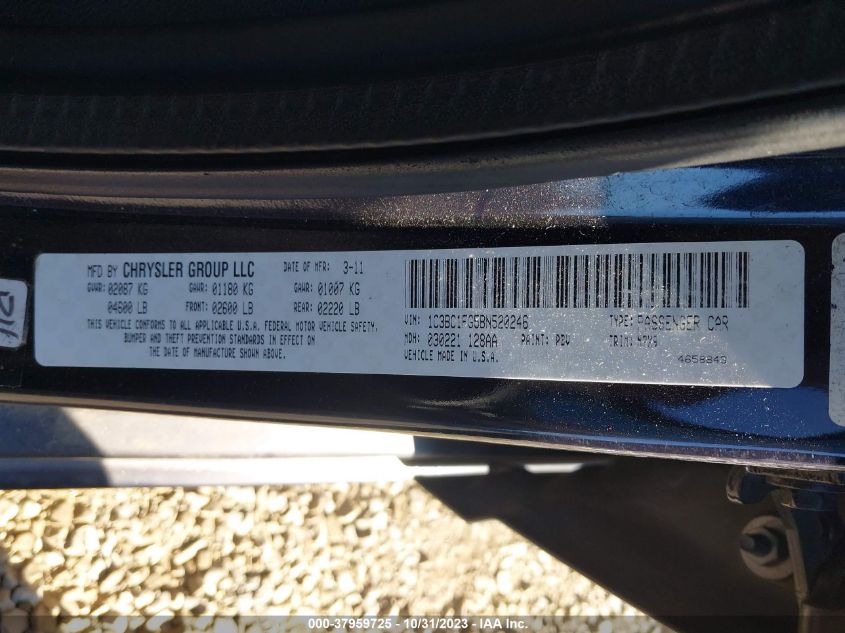 MFD BY CHRYSLER GROUP LLC DATE OF MFR: 3-11
GVWR: 02087 KG GAWR: 01180 KG GAWR: 01007 KG
04600 LB FRONT: 02600 LB REAR: 02220 LB
THIS VEHICLE CONFORMS TO ALL APPLICABLE U.S.A. FEDERAL MOTOR VEHICLE SAFETY,
BUMPER AND THEFT PREVENTION STANDARDS IN EFFECT ON
THE DATE OF MANUFACTURE SHOWN ABOVE.
VIN: 1C3BC1FG5BN520246 TYPE: PASSENGER CAR
MDH: 030221 128AA PAINT: PBV TRIM:
VEHICLE MADE IN U.S.A. 4658849
000-37959725 - 10/31/2023 - Copyright © IAA, LLC.